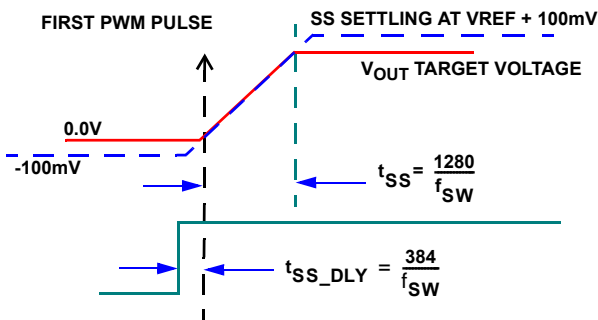 FIRST PWM PULSE
SS SETTLING AT VREF + 100mV
VOUT TARGET VOLTAGE
0.0V
-100mV
tSS = 1280
fSW
tSS_DLY = 384
fSW